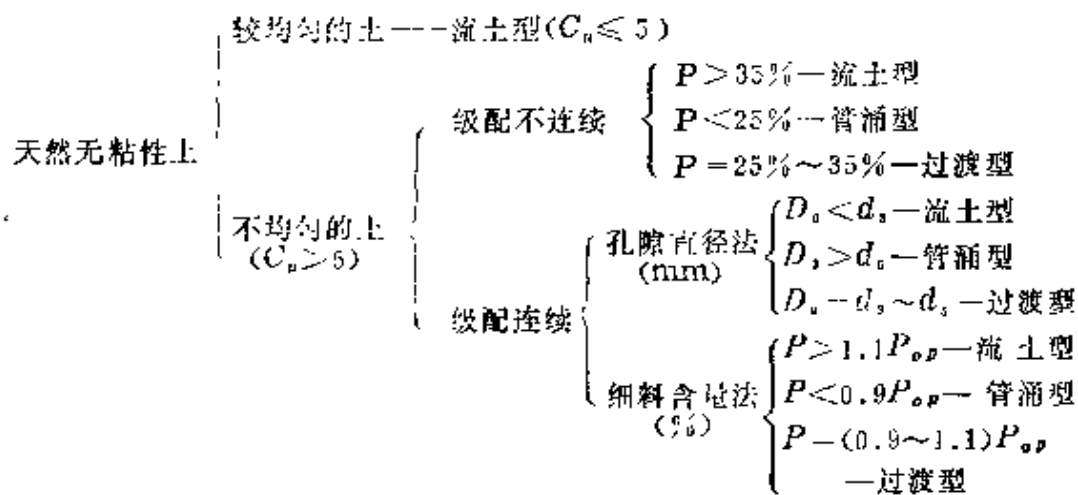 较均匀的土---流土型(Cu≤5)
P>35%—流土型
级配不连续
P<25%—管涌型
天然无粘性土
P=25%~35%—过渡型
不均匀的土
(Cu>5)
孔隙直径法
(mm)
D0<d3—流土型
D0>d5—管涌型
级配连续
D0=d3~d5—过渡型
P>1.1Pop—流土型
细料含量法
(%)
P<0.9Pop—管涌型
P=(0.9~1.1)Pop
—过渡型